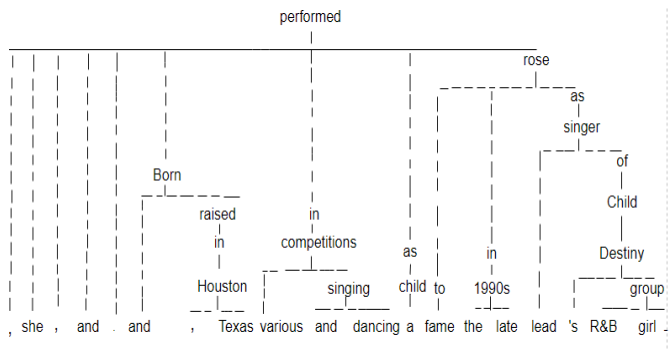 performed
rose
as
singer
of
Born
Child
raised in
in competitions as in Destiny
Houston singing child to 1990s group
, she , and . and , Texas various and dancing a fame the late lead 's R&B girl